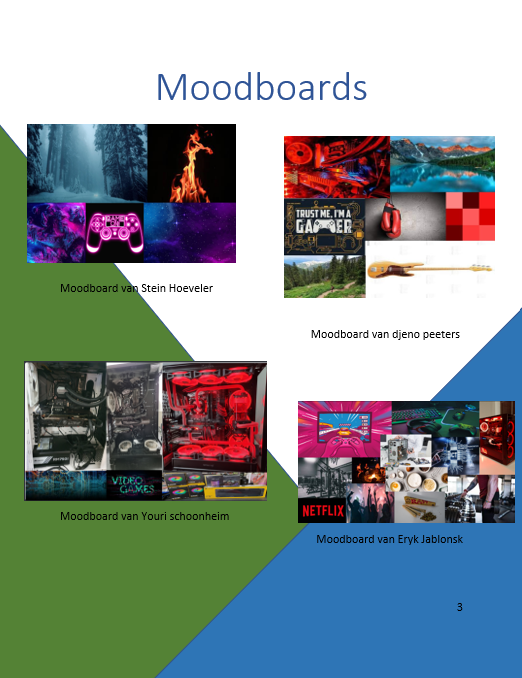 Moodboards
TRUST ME, I'M A
GAMER
Moodboard van Stein Hoeveler
Moodboard van djeno peeters
VIDEO
GAMES
NETFLIX
Moodboard van Youri schoonheim
Moodboard van Eryk Jablonsk
3